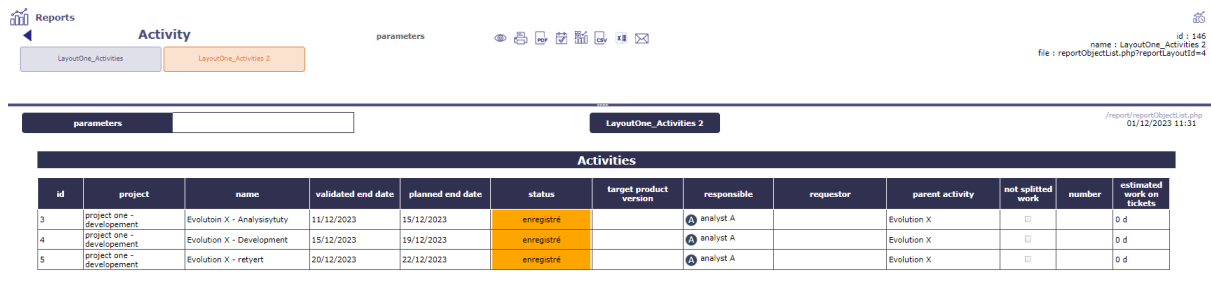 Reports
Activity
parameters
PDF
CSV
id : 146
name : LayoutOne_Activities 2
file : reportObjectList.php?reportLayoutId=4
LayoutOne_Activities
LayoutOne_Activities 2
parameters
LayoutOne_Activities 2
/report/reportObjectList.php
01/12/2023 11:31
Activities
id project name validated end date planned end date status target product version responsible requestor parent activity not splitted work number estimated work on tickets
3 project one - developement Evolutoin X - Analysisytuty 11/12/2023 15/12/2023 enregistré A analyst A Evolution X 0 d
4 project one - developement Evolution X - Development 15/12/2023 19/12/2023 enregistré A analyst A Evolution X 0 d
5 project one - developement Evolution X - retyert 20/12/2023 22/12/2023 enregistré A analyst A Evolution X 0 d